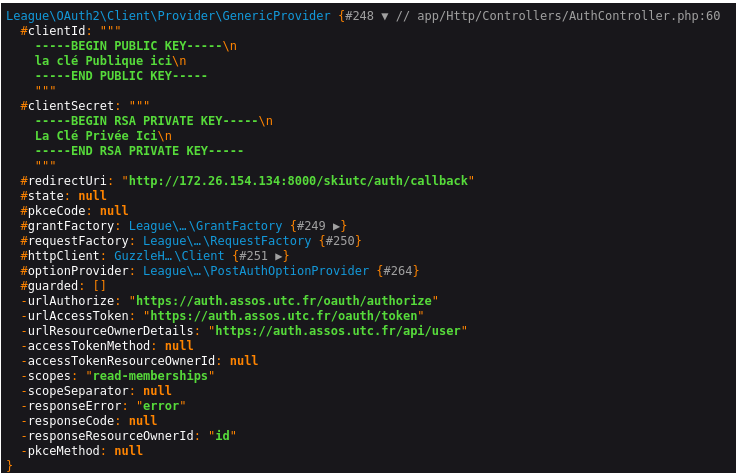 League\OAuth2\Client\Provider\GenericProvider {#248 ▼ // app/Http/Controllers/AuthController.php:60
  #clientId: """
    -----BEGIN PUBLIC KEY-----\n
    la clé Publique ici\n
    -----END PUBLIC KEY-----
    """
  #clientSecret: """
    -----BEGIN RSA PRIVATE KEY-----\n
    La Clé Privée Ici\n
    -----END RSA PRIVATE KEY-----
    """
  #redirectUri: "http://172.26.154.134:8000/skiutc/auth/callback"
  #state: null
  #pkceCode: null
  #grantFactory: League\…\GrantFactory {#249 ▶}
  #requestFactory: League\…\RequestFactory {#250}
  #httpClient: GuzzleH…\Client {#251 ▶}
  #optionProvider: League\…\PostAuthOptionProvider {#264}
  #guarded: []
  -urlAuthorize: "https://auth.assos.utc.fr/oauth/authorize"
  -urlAccessToken: "https://auth.assos.utc.fr/oauth/token"
  -urlResourceOwnerDetails: "https://auth.assos.utc.fr/api/user"
  -accessTokenMethod: null
  -accessTokenResourceOwnerId: null
  -scopes: "read-memberships"
  -scopeSeparator: null
  -responseError: "error"
  -responseCode: null
  -responseResourceOwnerId: "id"
  -pkceMethod: null
}